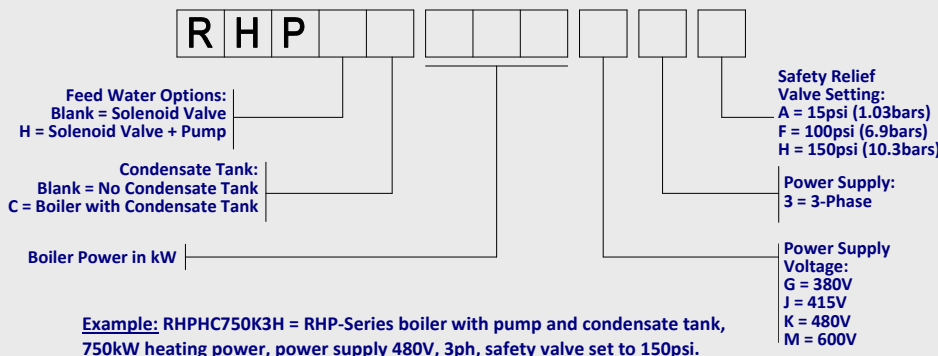 R H P
Feed Water Options:
Blank = Solenoid Valve
H = Solenoid Valve + Pump
Condensate Tank:
Blank = No Condensate Tank
C = Boiler with Condensate Tank
Boiler Power in kW
Safety Relief
Valve Setting:
A = 15psi (1.03bars)
F = 100psi (6.9bars)
H = 150psi (10.3bars)
Power Supply:
3 = 3-Phase
Power Supply
Voltage:
G = 380V
J = 415V
K = 480V
M = 600V
Example: RHPHC750K3H = RHP-Series boiler with pump and condensate tank,
750kW heating power, power supply 480V, 3ph, safety valve set to 150psi.